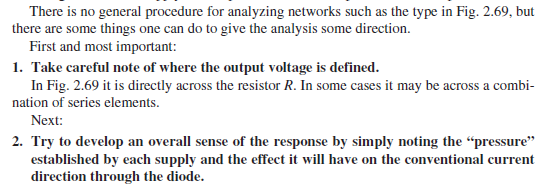 There is no general procedure for analyzing networks such as the type in Fig. 2.69, but
there are some things one can do to give the analysis some direction.
First and most important:
1. Take careful note of where the output voltage is defined.
In Fig. 2.69 it is directly across the resistor R. In some cases it may be across a combi-
nation of series elements.
Next:
2. Try to develop an overall sense of the response by simply noting the “pressure”
established by each supply and the effect it will have on the conventional current
direction through the diode.